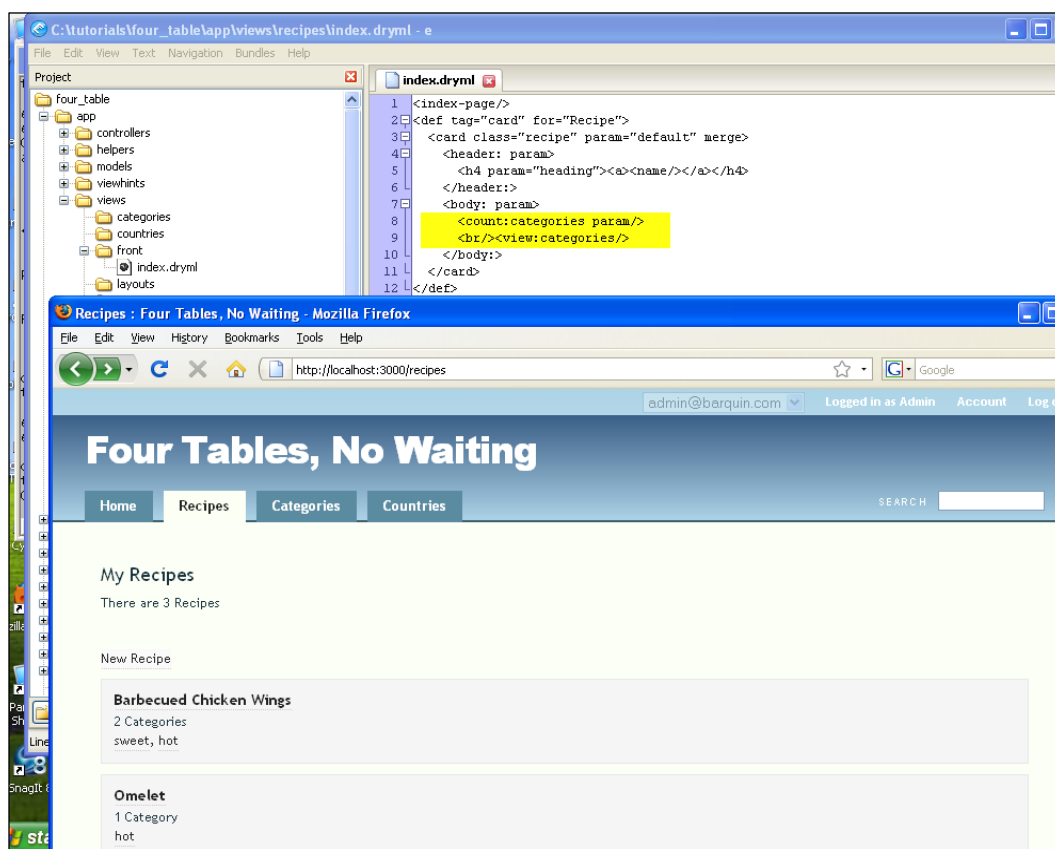 C:\tutorials\four_table\app\views\recipes\index.dryml - e
File Edit View Text Navigation Bundles Help
Project
four_table
app
controllers
helpers
models
viewhints
views
categories
countries
front
index.dryml
layouts
index.dryml
1 <index-page/>
2 <def tag="card" for="Recipe">
3 <card class="recipe" param="default" merge>
4 <header: param>
5 <h4 param="heading"><a><name/></a></h4>
6 </header:>
7 <body: param>
8 <count:categories param/>
9 <br/><view:categories/>
10 </body:>
11 </card>
12 </def>
Recipes : Four Tables, No Waiting - Mozilla Firefox
File Edit View History Bookmarks Tools Help
http://localhost:3000/recipes
Google
admin@barquin.com Logged in as Admin Account Log
Four Tables, No Waiting
Home Recipes Categories Countries
SEARCH
My Recipes
There are 3 Recipes
New Recipe
Barbecued Chicken Wings
2 Categories
sweet, hot
Omelet
1 Category
hot
Line
SnagIt 8
sta